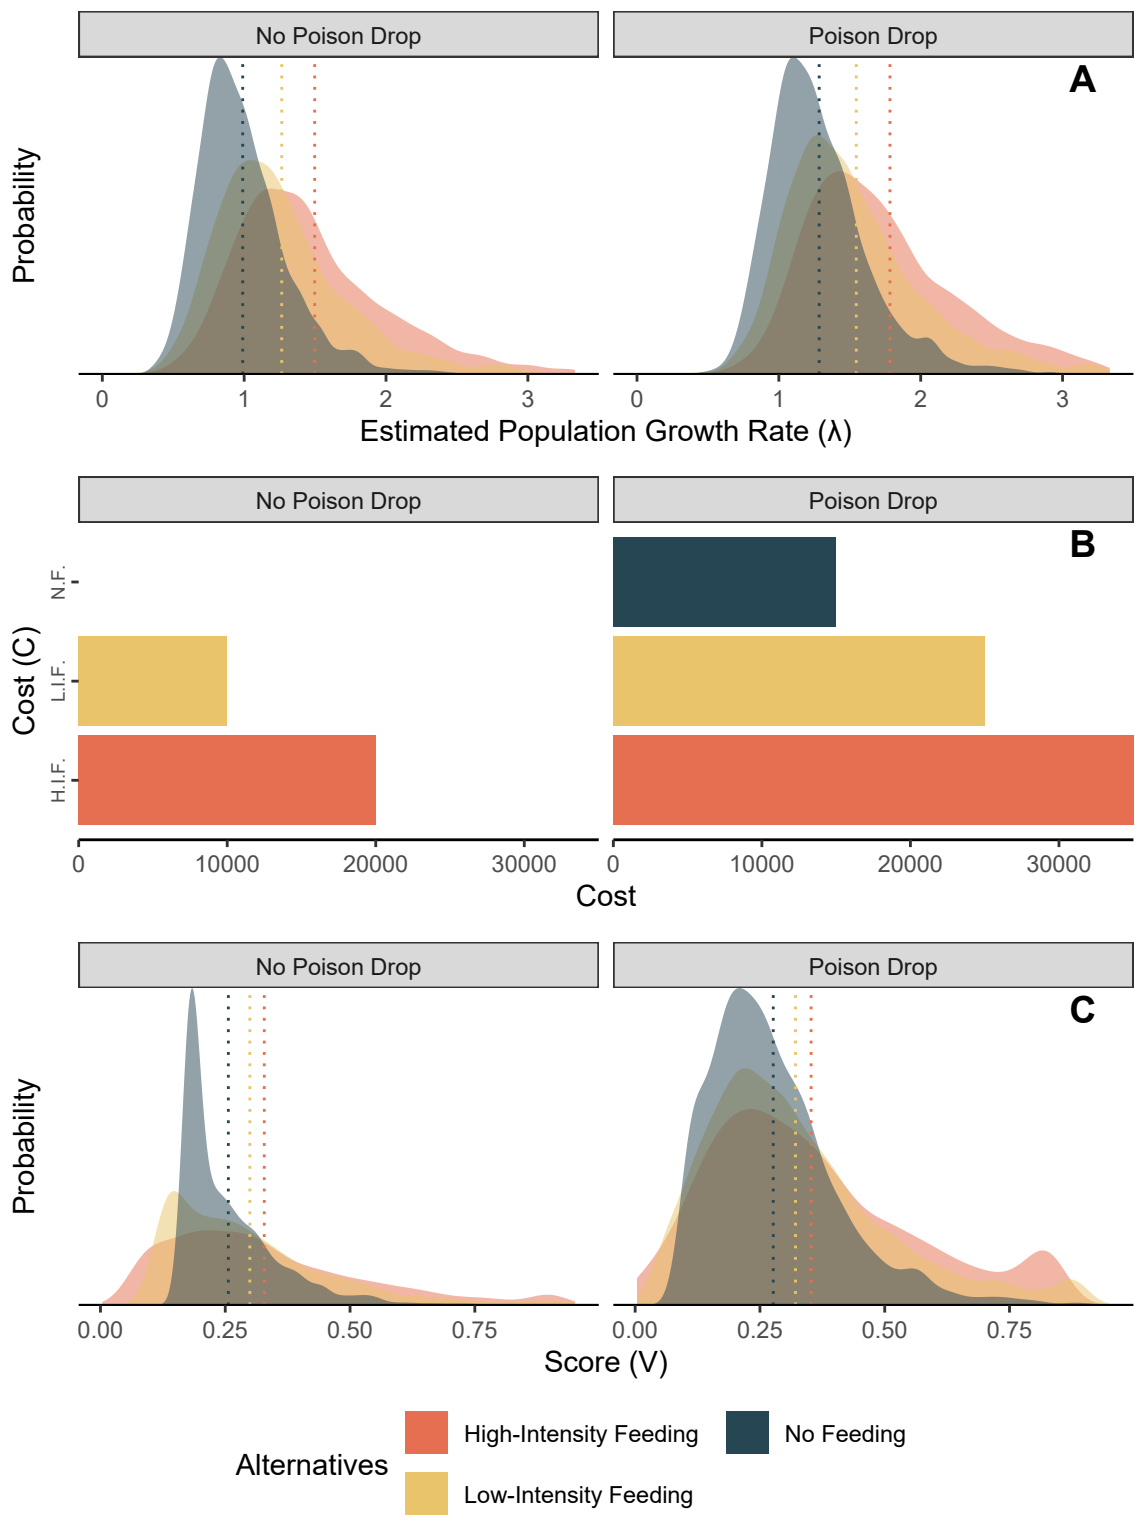 No Poison Drop
Poison Drop
A
Probability
0 1 2 3
0 1 2 3
Estimated Population Growth Rate (λ)
No Poison Drop
Poison Drop
B
Cost (C)
N.F.
L.I.F.
H.I.F.
0 10000 20000 30000
0 10000 20000 30000
Cost
No Poison Drop
Poison Drop
C
Probability
0.00 0.25 0.50 0.75
0.00 0.25 0.50 0.75
Score (V)
Alternatives
High-Intensity Feeding
No Feeding
Low-Intensity Feeding